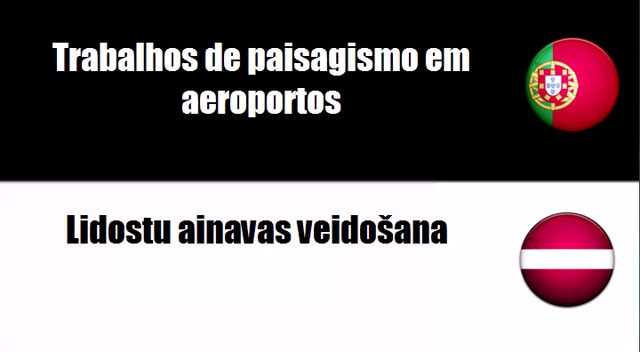 Trabalhos de paisagismo em
aeroportos
Lidostu ainavas veidošana